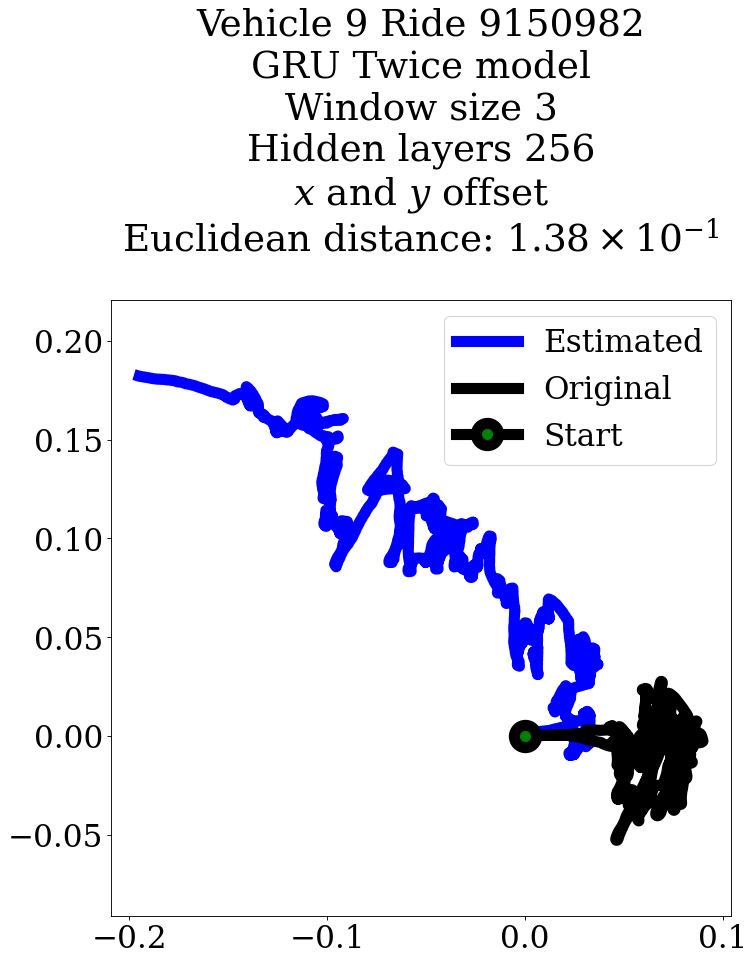 Vehicle 9 Ride 9150982
GRU Twice model
Window size 3
Hidden layers 256
x and y offset
Euclidean distance: 1.38 × 10⁻¹
Estimated
Original
Start
0.20
0.15
0.10
0.05
0.00
−0.05
−0.2
−0.1
0.0
0.1